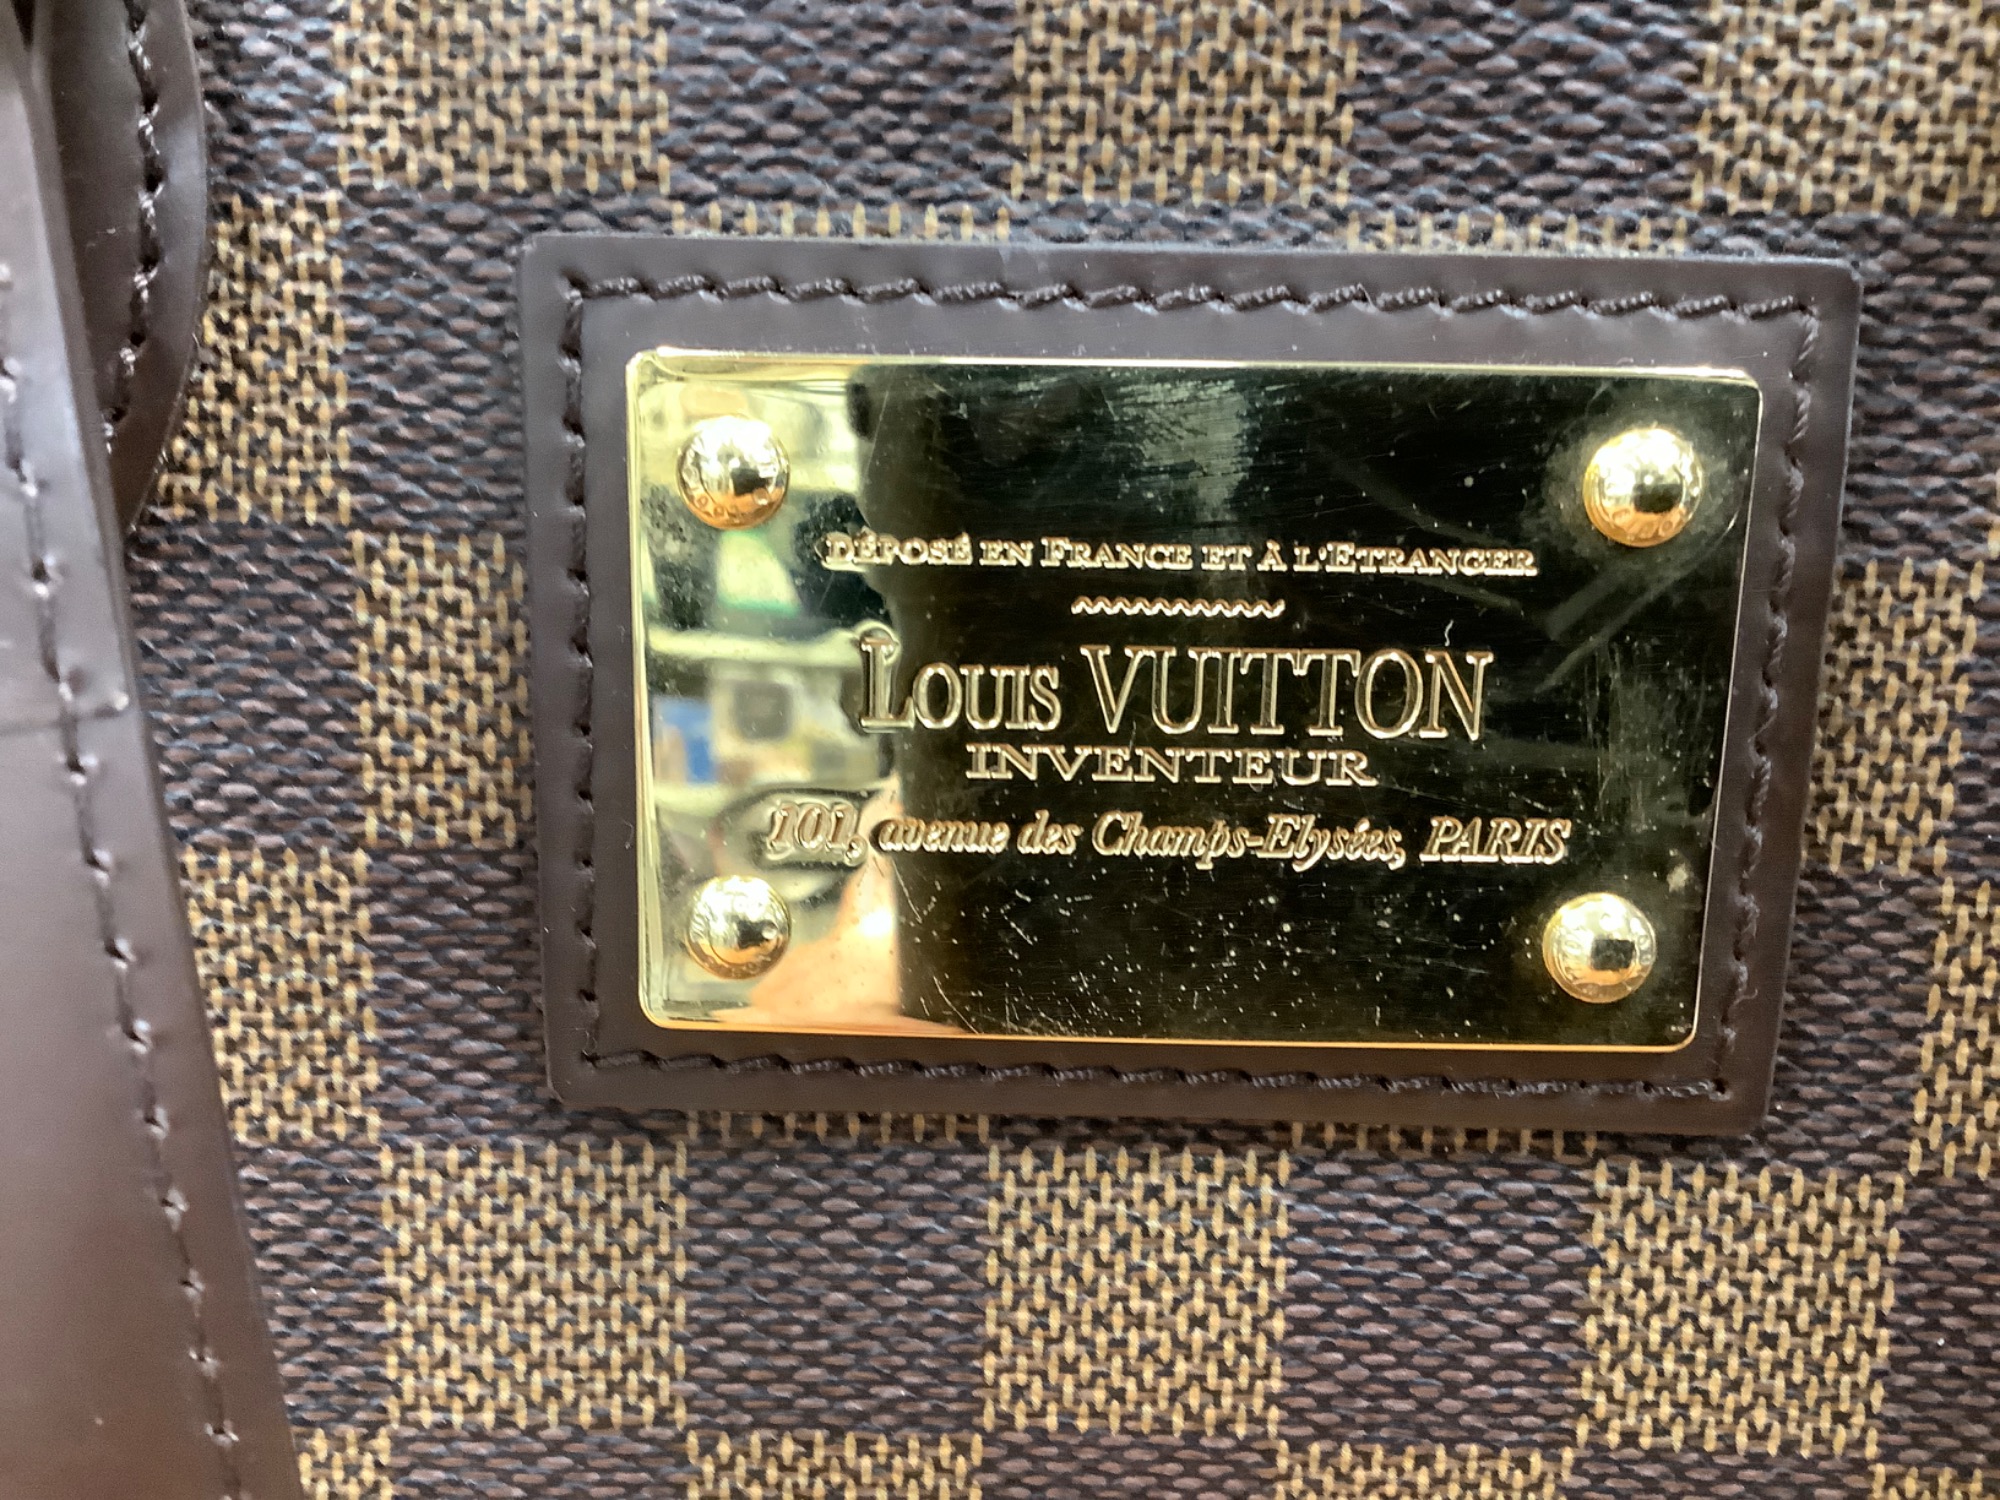 DÉPOSÉ EN FRANCE ET À L'ETRANGER
LOUIS VUITTON
INVENTEUR
101, avenue des Champs-Elysées, PARIS